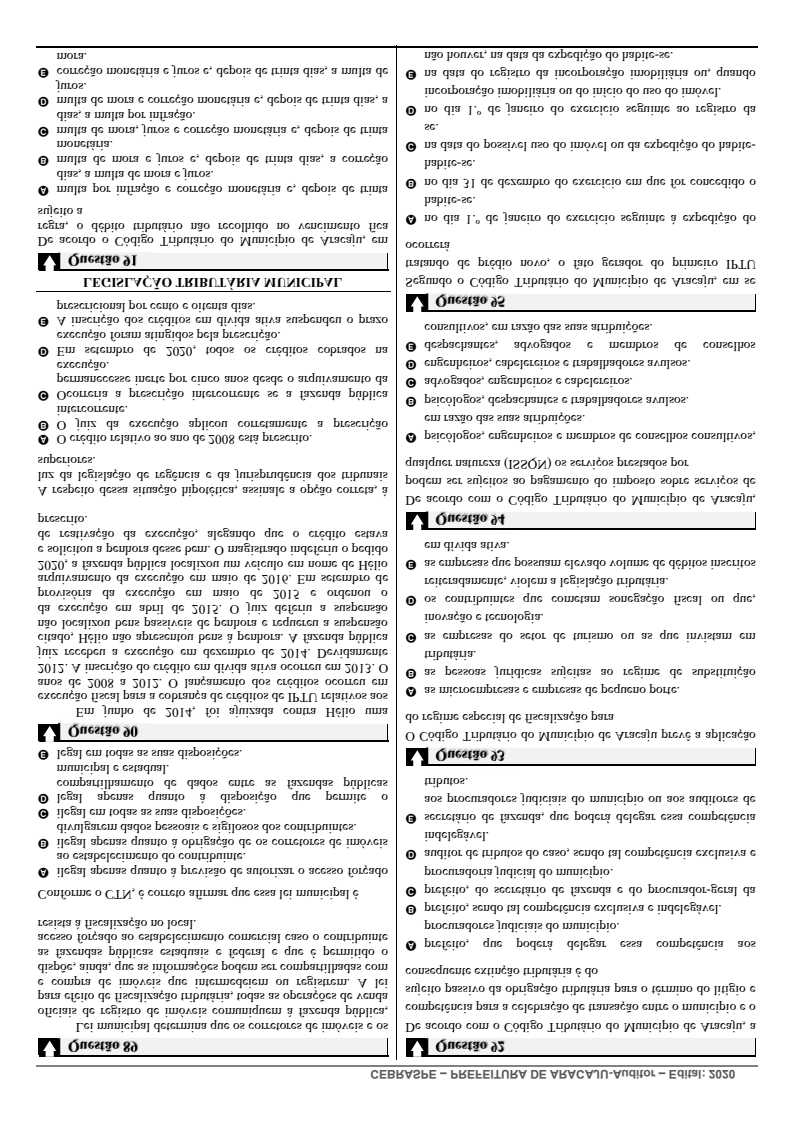 CEBRASPE – PREFEITURA DE ARACAJU-Auditor – Edital: 2020
Questão 89
Lei municipal determina que os corretores de imóveis e os
oficiais de registro de imóveis comuniquem à fazenda pública,
para efeito de fiscalização tributária, todas as operações de venda
e compra de imóveis que intermedeiem ou registrem. A lei
dispõe, ainda, que as informações podem ser compartilhadas com
as fazendas públicas estaduais e federal e que é permitido o
acesso forçado ao estabelecimento comercial caso o contribuinte
resista à fiscalização no local.
Conforme o CTN, é correto afirmar que essa lei municipal é
A ilegal apenas quanto à previsão de autorizar o acesso forçado
ao estabelecimento do contribuinte.
B ilegal apenas quanto à obrigação de os corretores de imóveis
divulgarem dados pessoais e sigilosos dos contribuintes.
C ilegal em todas as suas disposições.
D legal apenas quanto à disposição que permite o
compartilhamento de dados entre as fazendas públicas
municipal e estadual.
E legal em todas as suas disposições.
Questão 90
Em junho de 2014, foi ajuizada contra Hélio uma
execução fiscal para a cobrança de créditos de IPTU relativos aos
anos de 2008 a 2012. O lançamento dos créditos ocorreu em
2012. A inscrição do crédito em dívida ativa ocorreu em 2013. O
juiz recebeu a execução em dezembro de 2014. Devidamente
citado, Hélio não apresentou bens à penhora. A fazenda pública
não localizou bens passíveis de penhora e requereu a suspensão
da execução em abril de 2015. O juiz deferiu a suspensão
provisória da execução em maio de 2015 e ordenou o
arquivamento da execução em maio de 2016. Em setembro de
2020, a fazenda pública localizou um veículo em nome de Hélio
e solicitou a penhora desse bem. O magistrado indeferiu o pedido
de reativação da execução, alegando que o crédito estava
prescrito.
A respeito dessa situação hipotética, assinale a opção correta, à
luz da legislação de regência e da jurisprudência dos tribunais
superiores.
A O crédito relativo ao ano de 2008 está prescrito.
B O juiz da execução aplicou corretamente a prescrição
intercorrente.
C Ocorreria a prescrição intercorrente se a fazenda pública
permanecesse inerte por cinco anos desde o arquivamento da
execução.
D Em setembro de 2020, todos os créditos cobrados na
execução foram atingidos pela prescrição.
E A inscrição dos créditos em dívida ativa suspendeu o prazo
prescricional por cento e oitenta dias.
LEGISLAÇÃO TRIBUTÁRIA MUNICIPAL
Questão 91
De acordo o Código Tributário do Município de Aracaju, em
regra, o débito tributário não recolhido no vencimento fica
sujeito a
A multa por infração e correção monetária e, depois de trinta
dias, a multa de mora e juros.
B multa de mora e juros e, depois de trinta dias, a correção
monetária.
C multa de mora, juros e correção monetária e, depois de trinta
dias, a multa por infração.
D multa de mora e correção monetária e, depois de trinta dias, a
juros.
E correção monetária e juros e, depois de trinta dias, a multa de
mora.
Questão 92
De acordo com o Código Tributário do Município de Aracaju, a
competência para a celebração de transação entre o município e o
sujeito passivo da obrigação tributária para o término do litígio e
consequente extinção tributária é do
A prefeito, que poderá delegar essa competência aos
procuradores judiciais do município.
B prefeito, sendo tal competência exclusiva e indelegável.
C prefeito, do secretário de fazenda e do procurador-geral da
procuradoria judicial do município.
D auditor de tributos do caso, sendo tal competência exclusiva e
indelegável.
E secretário de fazenda, que poderá delegar essa competência
aos procuradores judiciais do município ou aos auditores de
tributos.
Questão 93
O Código Tributário do Município de Aracaju prevê a aplicação
do regime especial de fiscalização para
A as microempresas e empresas de pequeno porte.
B as pessoas jurídicas sujeitas ao regime de substituição
tributária.
C as empresas do setor de turismo ou as que invistam em
inovação e tecnologia.
D os contribuintes que cometam sonegação fiscal ou que,
reiteradamente, violem a legislação tributária.
E as empresas que possuam elevado volume de débitos inscritos
em dívida ativa.
Questão 94
De acordo com o Código Tributário do Município de Aracaju,
podem ser sujeitos ao pagamento do imposto sobre serviços de
qualquer natureza (ISSQN) os serviços prestados por
A psicólogos, engenheiros e membros de conselhos consultivos,
em razão das suas atribuições.
B psicólogos, despachantes e trabalhadores avulsos.
C advogados, engenheiros e cabelereiros.
D engenheiros, cabelereiros e trabalhadores avulsos.
E despachantes, advogados e membros de conselhos
consultivos, em razão das suas atribuições.
Questão 95
Segundo o Código Tributário do Município de Aracaju, em se
tratando de prédio novo, o fato gerador do primeiro IPTU
ocorrerá
A no dia 1.º de janeiro do exercício seguinte à expedição do
habite-se.
B no dia 31 de dezembro do exercício em que for concedido o
habite-se.
C na data do possível uso do imóvel ou da expedição do habite-
se.
D no dia 1.º de janeiro do exercício seguinte ao registro da
incorporação imobiliária ou do início do uso do imóvel.
E na data do registro da incorporação imobiliária ou, quando
não houver, na data da expedição do habite-se.